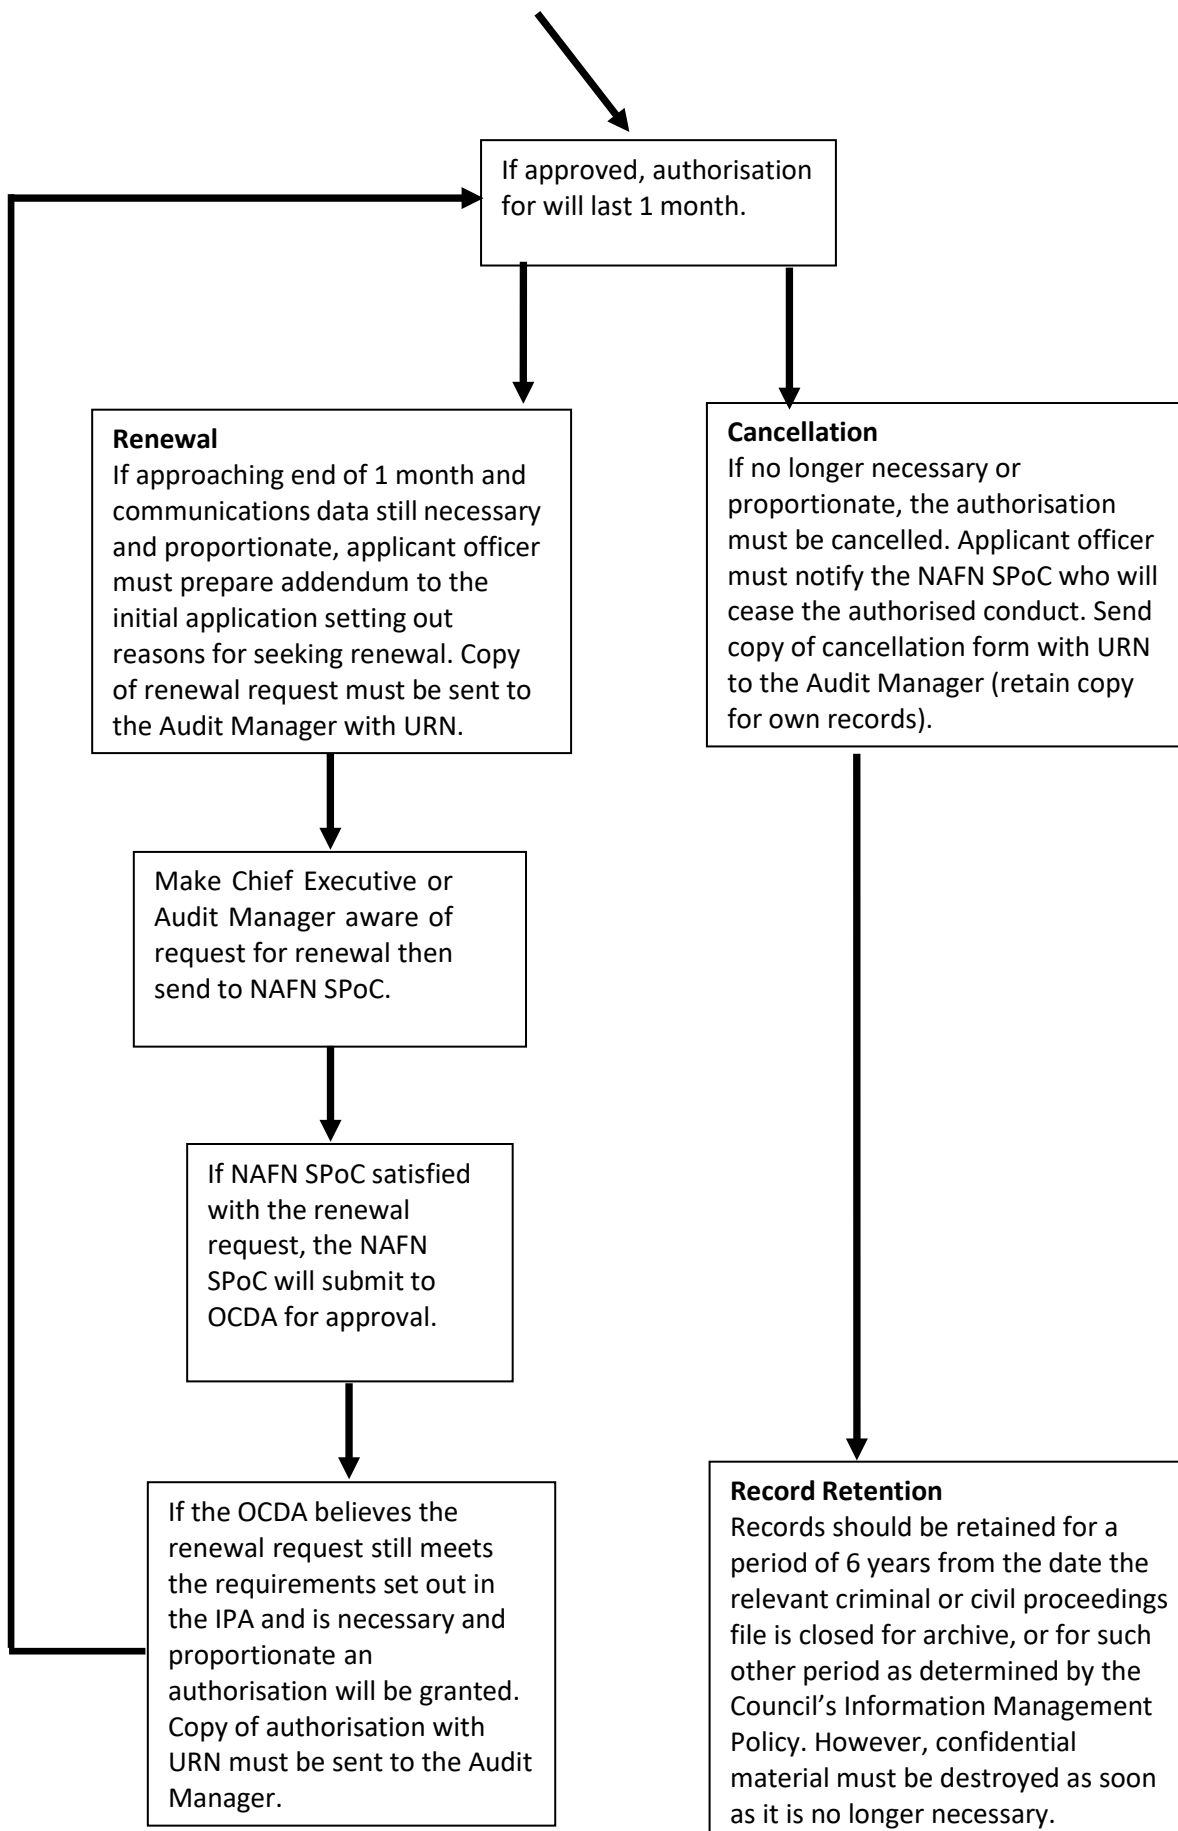 If approved, authorisation
for will last 1 month.
Renewal
If approaching end of 1 month and
communications data still necessary
and proportionate, applicant officer
must prepare addendum to the
initial application setting out
reasons for seeking renewal. Copy
of renewal request must be sent to
the Audit Manager with URN.
Cancellation
If no longer necessary or
proportionate, the authorisation
must be cancelled. Applicant officer
must notify the NAFN SPoC who will
cease the authorised conduct. Send
copy of cancellation form with URN
to the Audit Manager (retain copy
for own records).
Make Chief Executive or
Audit Manager aware of
request for renewal then
send to NAFN SPoC.
If NAFN SPoC satisfied
with the renewal
request, the NAFN
SPoC will submit to
OCDA for approval.
If the OCDA believes the
renewal request still meets
the requirements set out in
the IPA and is necessary and
proportionate an
authorisation will be granted.
Copy of authorisation with
URN must be sent to the Audit
Manager.
Record Retention
Records should be retained for a
period of 6 years from the date the
relevant criminal or civil proceedings
file is closed for archive, or for such
other period as determined by the
Council’s Information Management
Policy. However, confidential
material must be destroyed as soon
as it is no longer necessary.